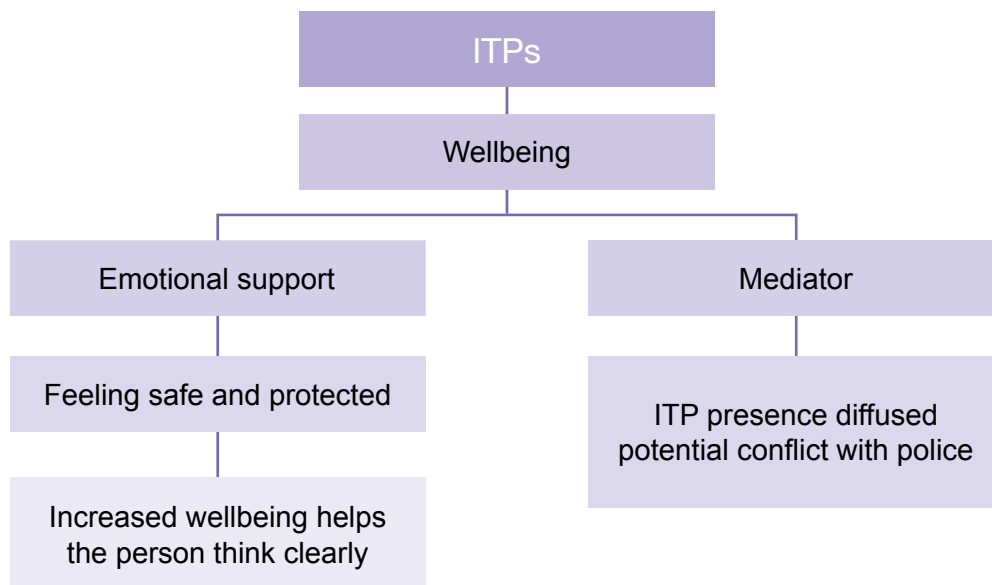 ITPs
Wellbeing
Emotional support
Mediator
Feeling safe and protected
ITP presence diffused
potential conflict with police
Increased wellbeing helps
the person think clearly